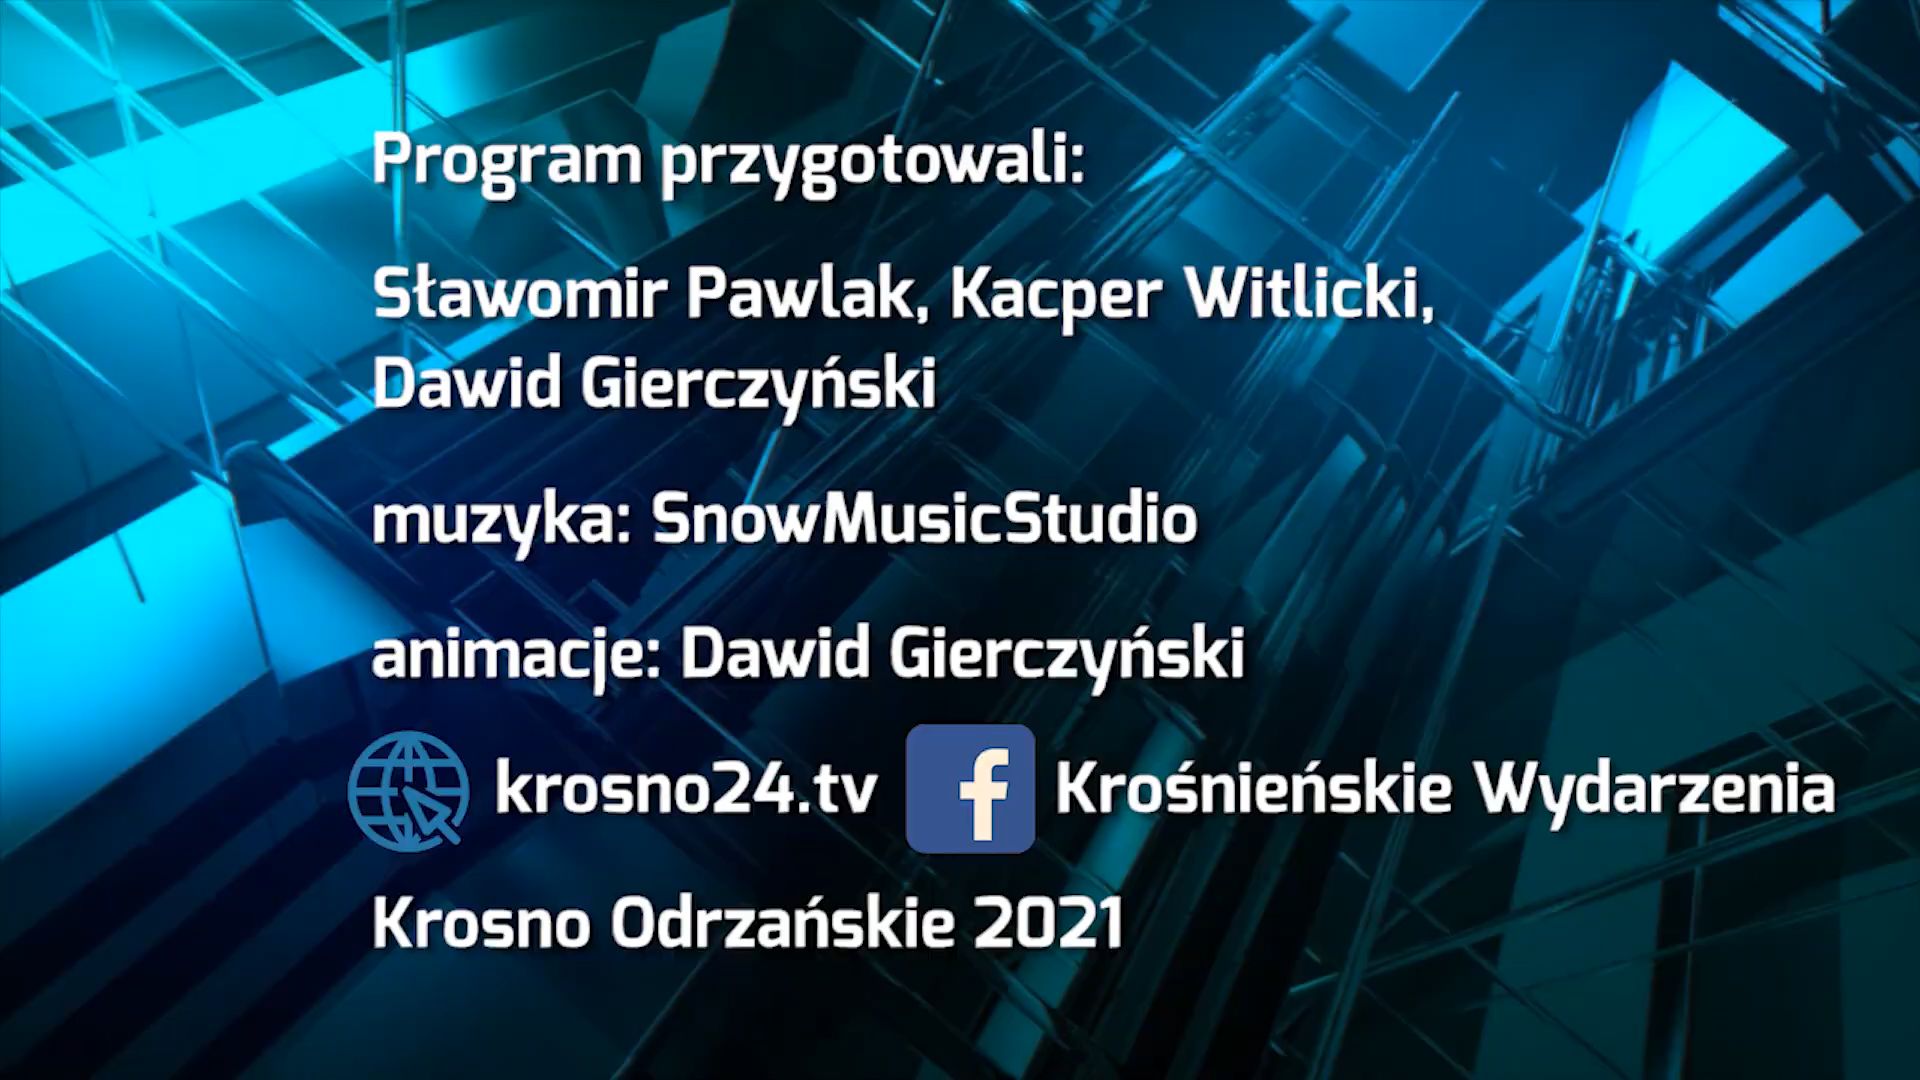 Program przygotowali:
Sławomir Pawlak, Kacper Witlicki,
Dawid Gierczyński
muzyka: SnowMusicStudio
animacje: Dawid Gierczyński
krosno24.tv f Krośnieńskie Wydarzenia
Krosno Odrzańskie 2021